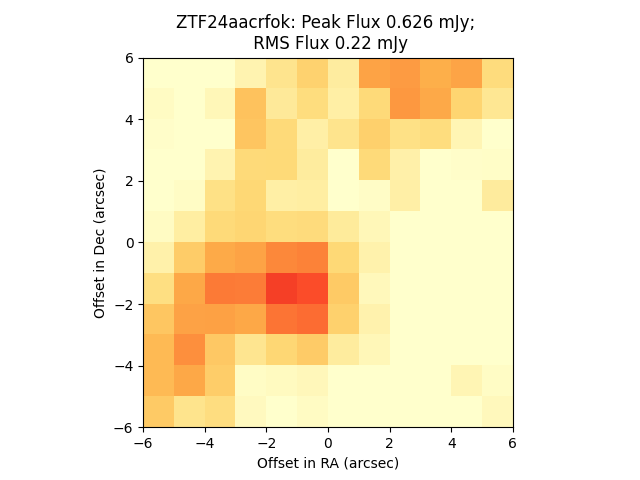 ZTF24aacrfok: Peak Flux 0.626 mJy;
RMS Flux 0.22 mJy
6
4
2
0
−2
−4
−6
Offset in Dec (arcsec)
−6 −4 −2 0 2 4 6
Offset in RA (arcsec)